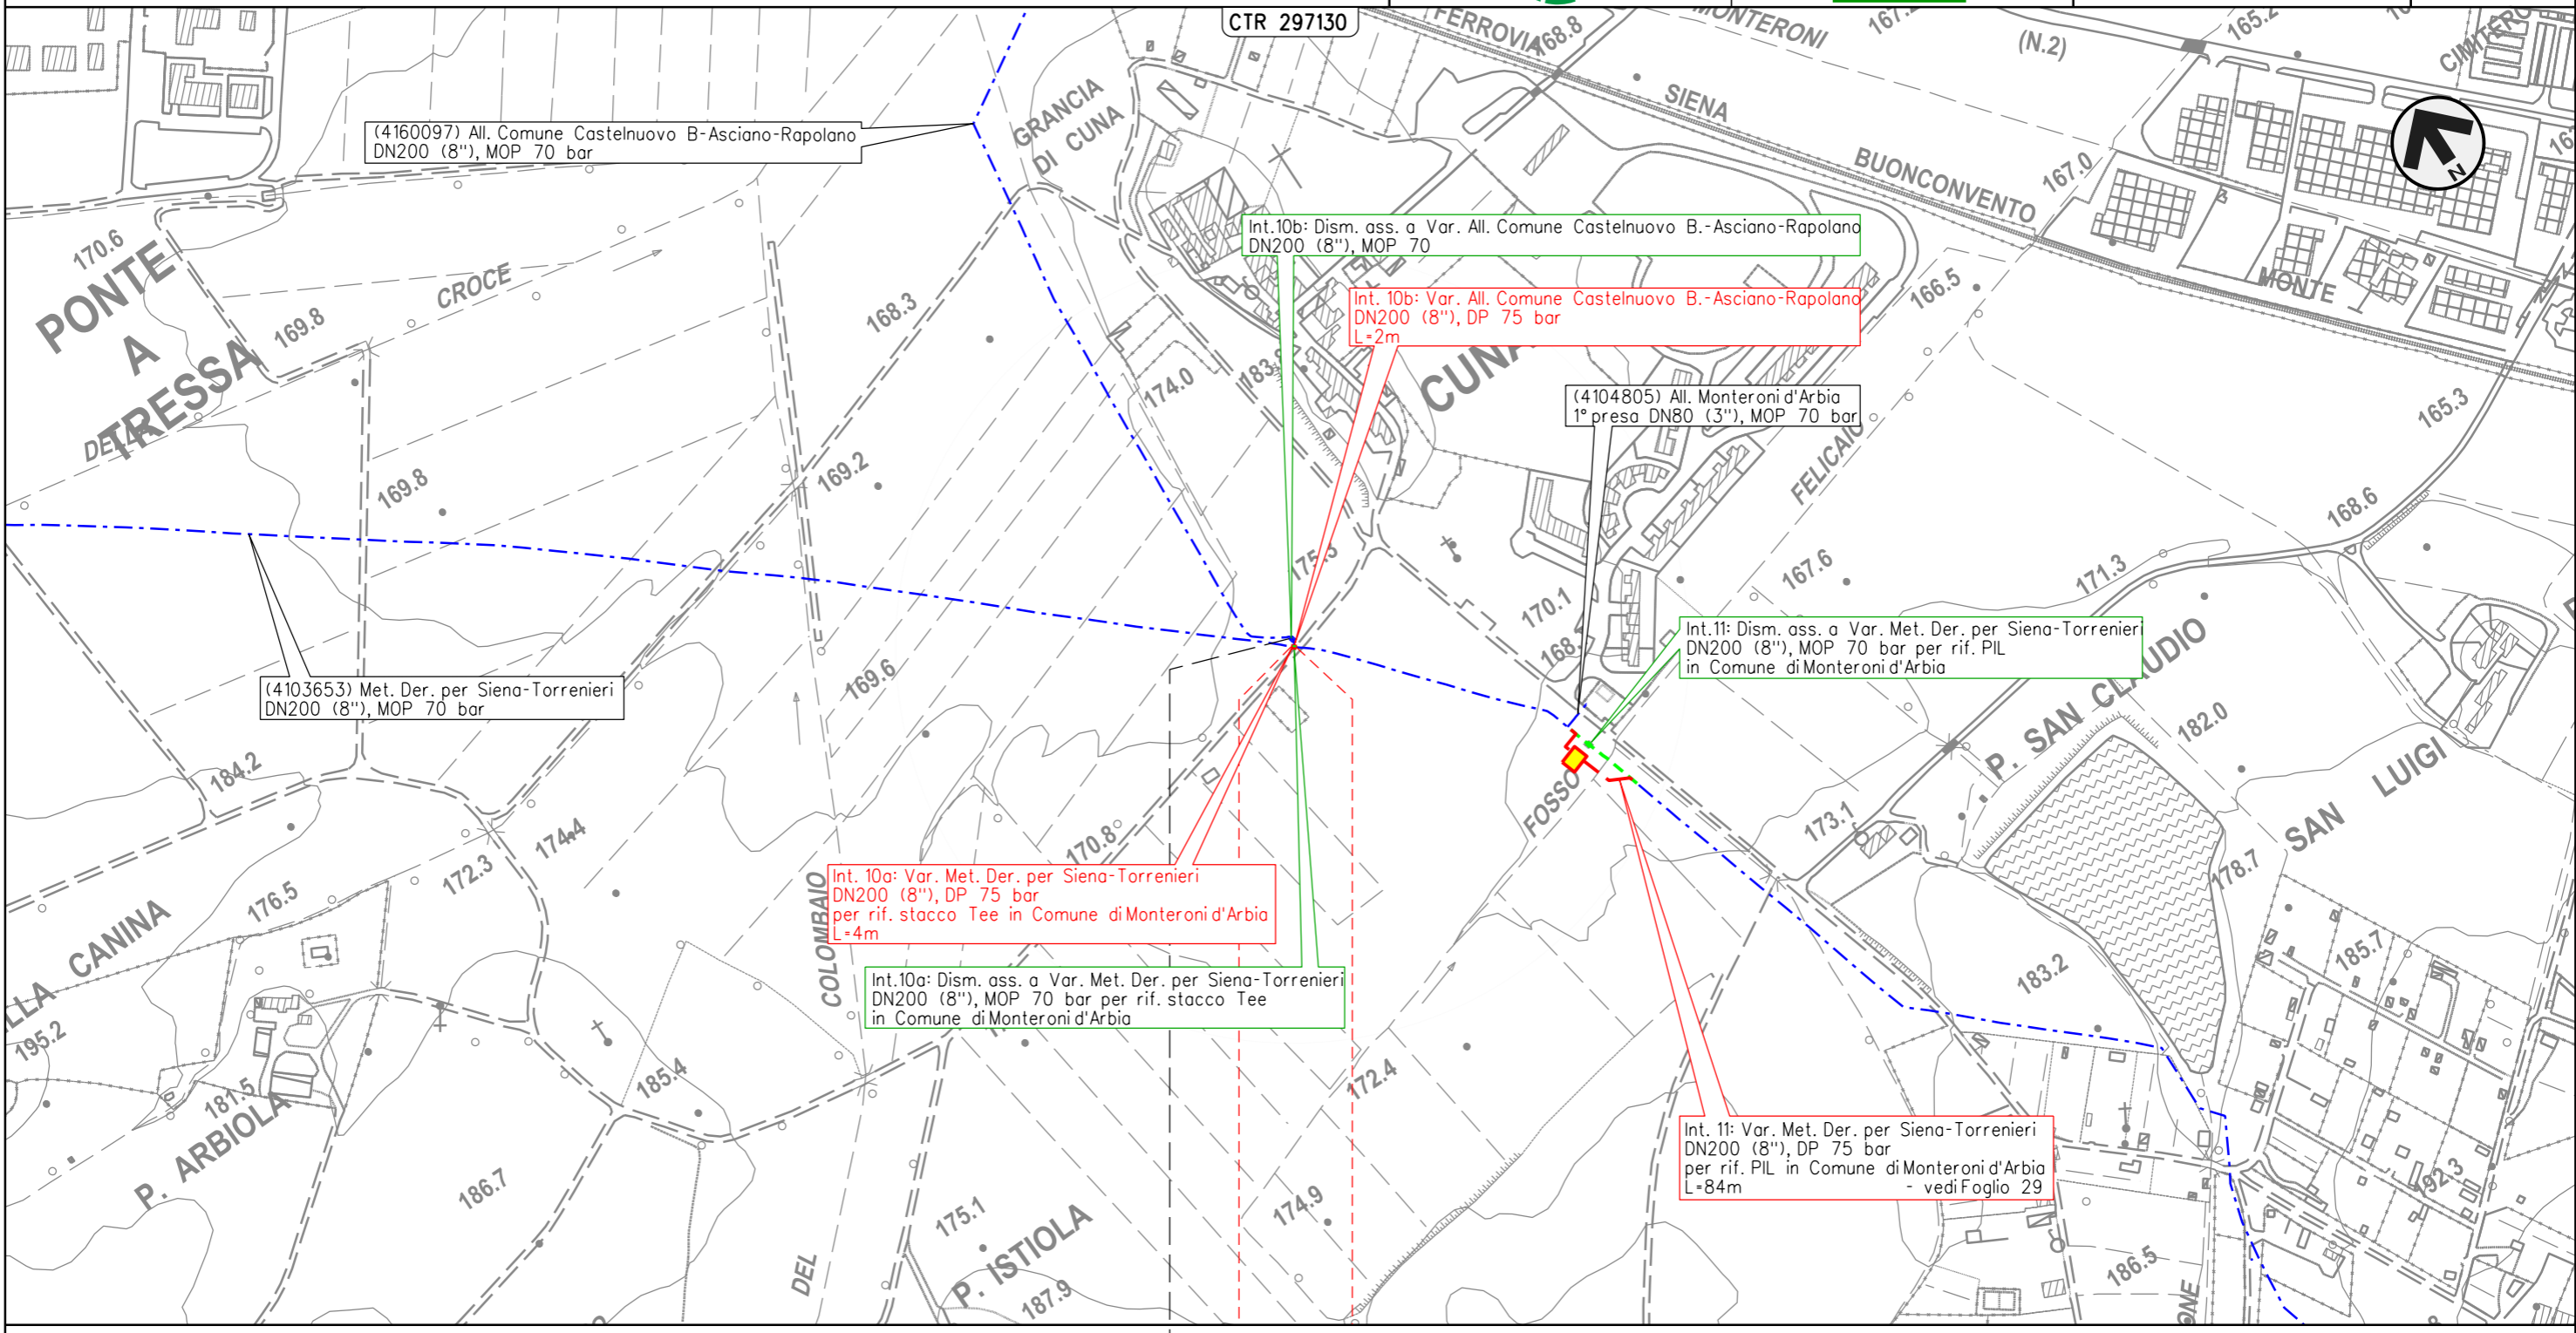 CTR 297130
FERROVIA
168.8
MONTERONI
(N.2)
165.2
CIMITERO
SIENA
BUONCONVENTO
167.0
MONTE
N
GRANCIA
DI CUNA
(4160097) All. Comune Castelnuovo B-Asciano-Rapolano
DN200 (8"), MOP 70 bar
170.6
PONTE
A
TRESSA
CROCE
169.8
168.3
Int.10b: Dism. ass. a Var. All. Comune Castelnuovo B.-Asciano-Rapolano
DN200 (8"), MOP 70
Int. 10b: Var. All. Comune Castelnuovo B.-Asciano-Rapolano
DN200 (8"), DP 75 bar
L=2m
166.5
174.0
CUNA
(4104805) All. Monteroni d'Arbia
1° presa DN80 (3"), MOP 70 bar
165.3
169.8
169.2
FELICAIO
168.6
167.6
171.3
170.1
Int.11: Dism. ass. a Var. Met. Der. per Siena-Torrenieri
DN200 (8"), MOP 70 bar per rif. PIL
in Comune di Monteroni d'Arbia
169.6
(4103653) Met. Der. per Siena-Torrenieri
DN200 (8"), MOP 70 bar
P. SAN CLAUDIO
182.0
SAN LUIGI
184.2
FOSSO
173.1
174.4
170.8
172.3
178.7
Int. 10a: Var. Met. Der. per Siena-Torrenieri
DN200 (8"), DP 75 bar
per rif. stacco Tee in Comune di Monteroni d'Arbia
L=4m
176.5
CANINA
COLOMBAIO
185.7
183.2
Int.10a: Dism. ass. a Var. Met. Der. per Siena-Torrenieri
DN200 (8"), MOP 70 bar per rif. stacco Tee
in Comune di Monteroni d'Arbia
195.2
185.4
172.4
181.5
P. ARBIOLA
Int. 11: Var. Met. Der. per Siena-Torrenieri
DN200 (8"), DP 75 bar
per rif. PIL in Comune di Monteroni d'Arbia
L=84m - vedi Foglio 29
192.3
186.7
175.1
174.9
P. ISTIOLA
187.9
DEL
186.5